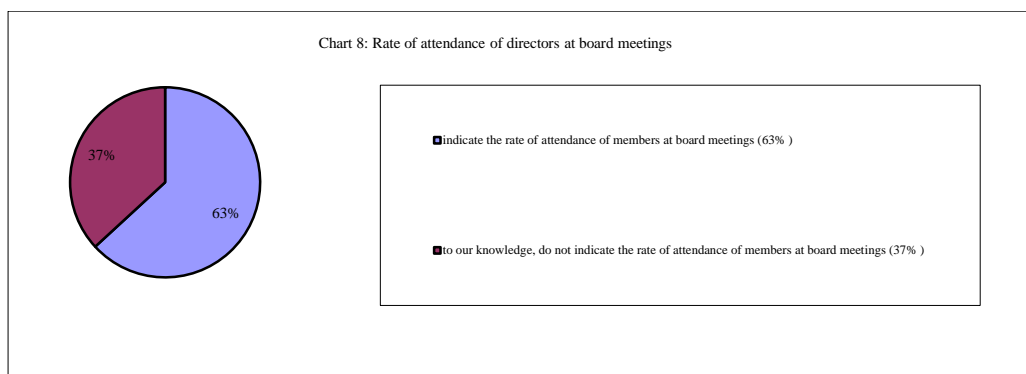 Chart 8: Rate of attendance of directors at board meetings
37%
63%
indicate the rate of attendance of members at board meetings (63% )
to our knowledge, do not indicate the rate of attendance of members at board meetings (37% )